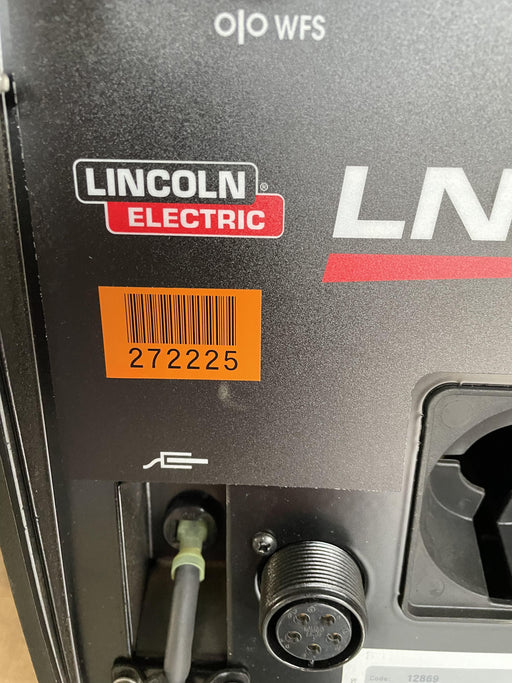 WFS
LINCOLN®
ELECTRIC
LN
272225
Code: 12869